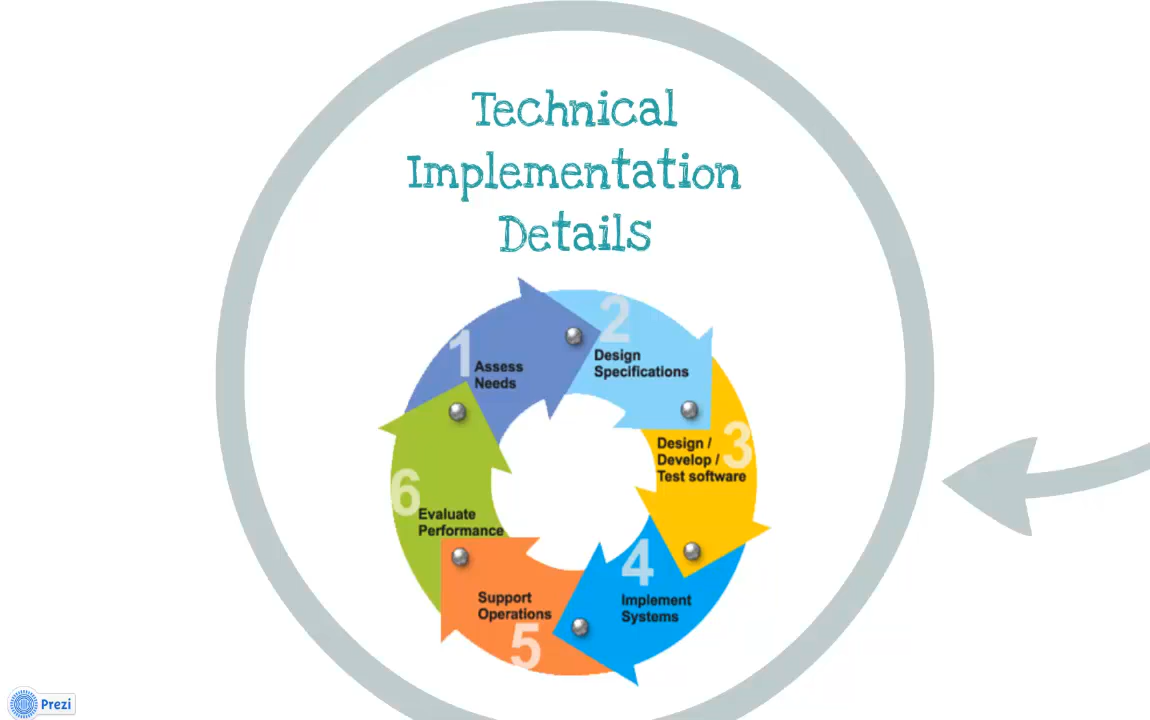 Technical
Implementation
Details
1
Assess
Needs
2
Design
Specifications
3
Design /
Develop /
Test software
4
Implement
Systems
Support
Operations
5
6
Evaluate
Performance
Prezi